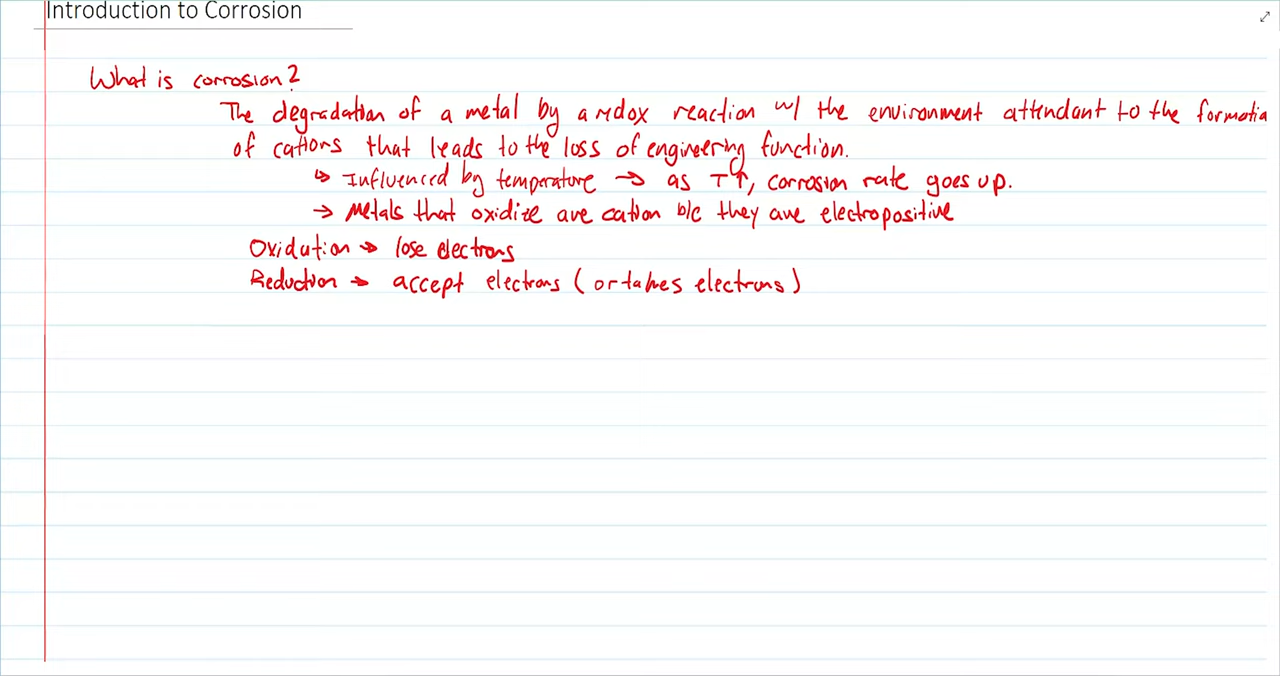 Introduction to Corrosion
What is corrosion?
The degradation of a metal by a redox reaction w/ the environment attendant to the formatio
of cations that leads to the loss of engineering function.
↳ Influenced by temperature → as T↑, corrosion rate goes up.
→ Metals that oxidize are cation b/c they are electropositive
Oxidation → lose electrons
Reduction → accept electrons (or takes electrons)